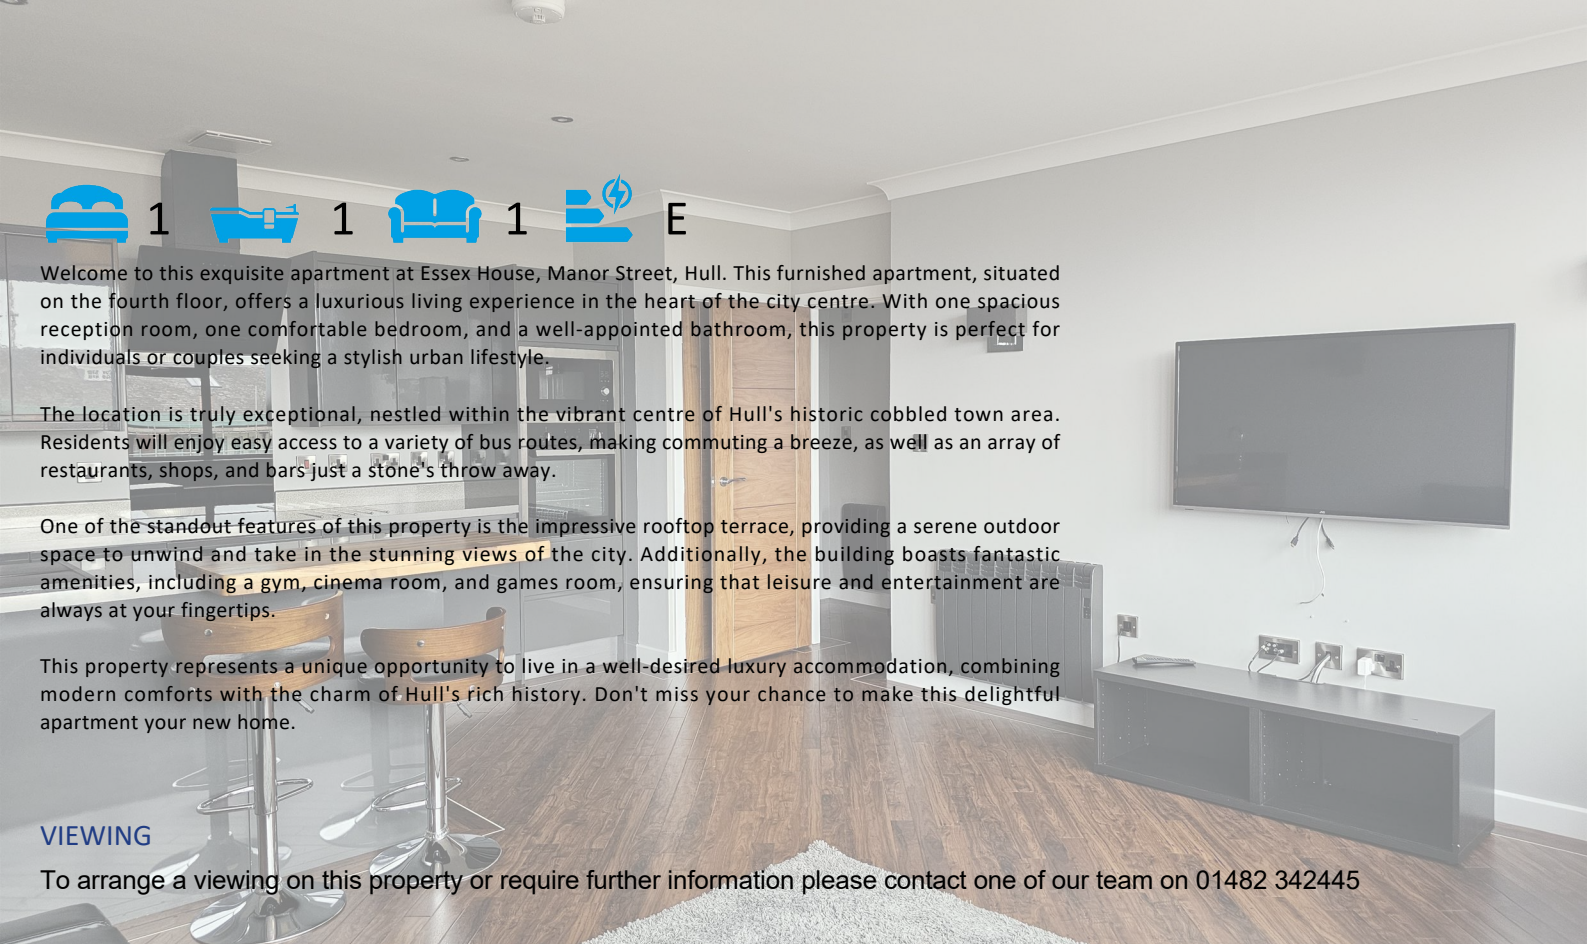 1 1 1 E
Welcome to this exquisite apartment at Essex House, Manor Street, Hull. This furnished apartment, situated
on the fourth floor, offers a luxurious living experience in the heart of the city centre. With one spacious
reception room, one comfortable bedroom, and a well-appointed bathroom, this property is perfect for
individuals or couples seeking a stylish urban lifestyle.
The location is truly exceptional, nestled within the vibrant centre of Hull's historic cobbled town area.
Residents will enjoy easy access to a variety of bus routes, making commuting a breeze, as well as an array of
restaurants, shops, and bars just a stone's throw away.
One of the standout features of this property is the impressive rooftop terrace, providing a serene outdoor
space to unwind and take in the stunning views of the city. Additionally, the building boasts fantastic
amenities, including a gym, cinema room, and games room, ensuring that leisure and entertainment are
always at your fingertips.
This property represents a unique opportunity to live in a well-desired luxury accommodation, combining
modern comforts with the charm of Hull's rich history. Don't miss your chance to make this delightful
apartment your new home.
VIEWING
To arrange a viewing on this property or require further information please contact one of our team on 01482 342445